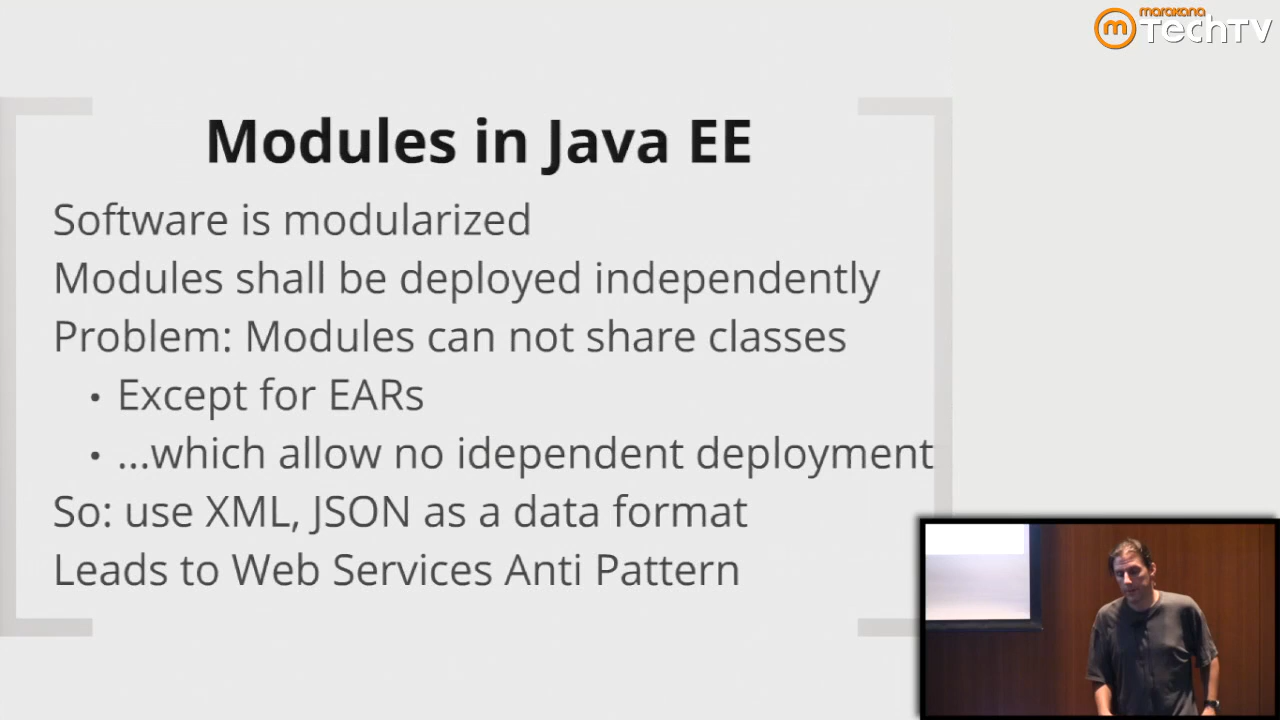 marakana
TechTV
Modules in Java EE
Software is modularized
Modules shall be deployed independently
Problem: Modules can not share classes
• Except for EARs
• ...which allow no idependent deployment
So: use XML, JSON as a data format
Leads to Web Services Anti Pattern